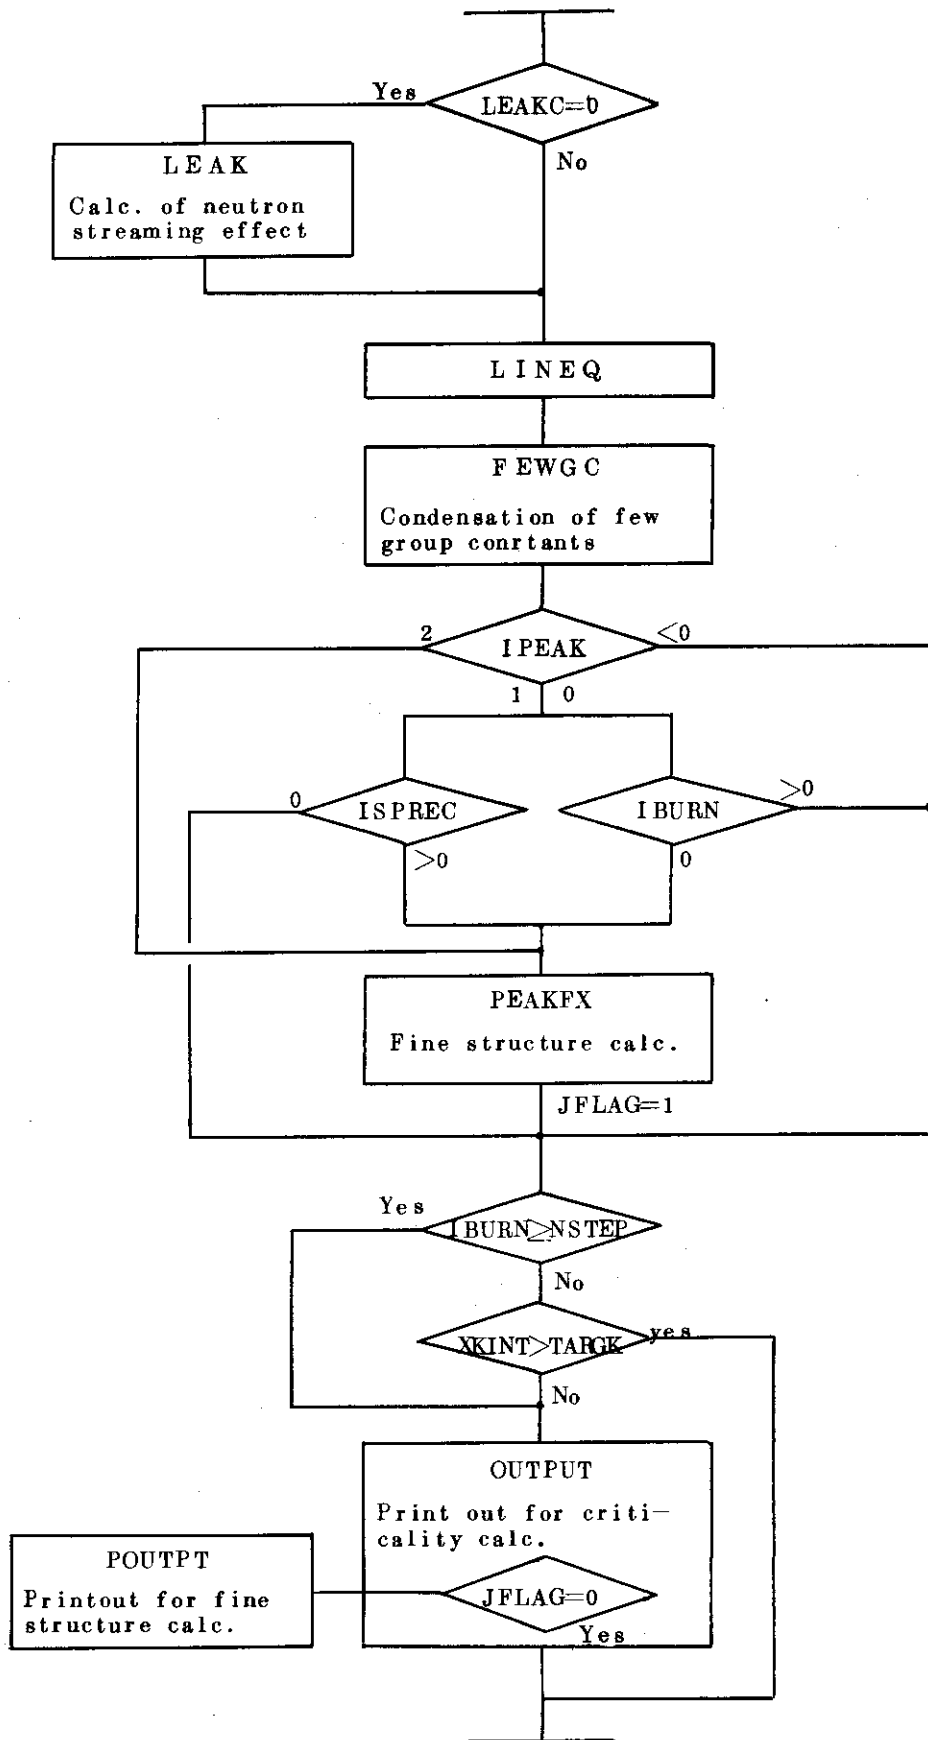 LEAKC=0
Yes
No
LEAK
Calc. of neutron
streaming effect
LINEQ
FEWGC
Condensation of few
group conrtants
IPEAK
2
<0
1
0
ISPREC
0
>0
IBURN
>0
0
PEAKFX
Fine structure calc.
JFLAG=1
IBURN≥NSTEP
Yes
No
XKINT>TARGK
yes
No
OUTPUT
Print out for criti-
cality calc.
JFLAG=0
Yes
POUTPT
Printout for fine
structure calc.